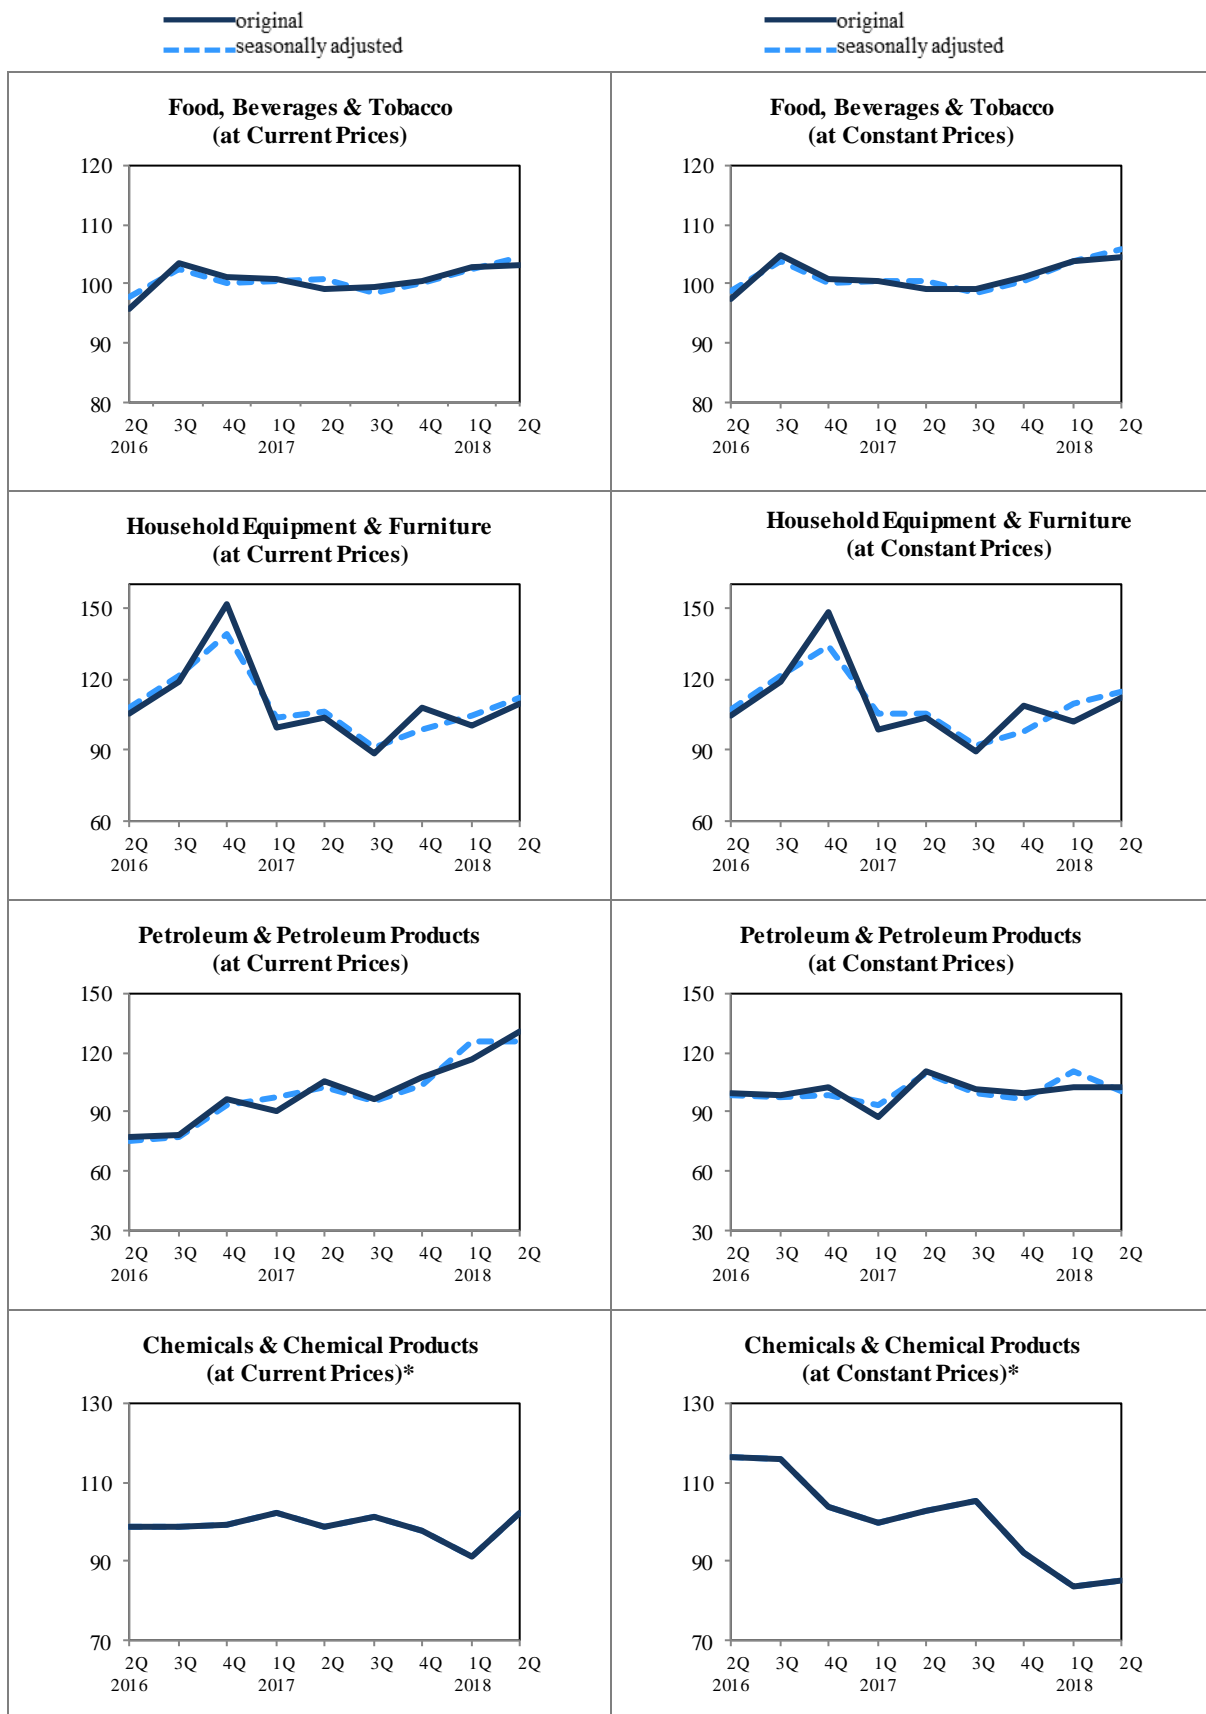 original
seasonally adjusted
original
seasonally adjusted
Food, Beverages & Tobacco
(at Current Prices)
120
110
100
90
80
2Q 3Q 4Q 1Q 2Q 3Q 4Q 1Q 2Q
2016 2017 2018
Food, Beverages & Tobacco
(at Constant Prices)
120
110
100
90
80
2Q 3Q 4Q 1Q 2Q 3Q 4Q 1Q 2Q
2016 2017 2018
Household Equipment & Furniture
(at Current Prices)
150
120
90
60
2Q 3Q 4Q 1Q 2Q 3Q 4Q 1Q 2Q
2016 2017 2018
Household Equipment & Furniture
(at Constant Prices)
150
120
90
60
2Q 3Q 4Q 1Q 2Q 3Q 4Q 1Q 2Q
2016 2017 2018
Petroleum & Petroleum Products
(at Current Prices)
150
120
90
60
30
2Q 3Q 4Q 1Q 2Q 3Q 4Q 1Q 2Q
2016 2017 2018
Petroleum & Petroleum Products
(at Constant Prices)
150
120
90
60
30
2Q 3Q 4Q 1Q 2Q 3Q 4Q 1Q 2Q
2016 2017 2018
Chemicals & Chemical Products
(at Current Prices)*
130
110
90
70
2Q 3Q 4Q 1Q 2Q 3Q 4Q 1Q 2Q
2016 2017 2018
Chemicals & Chemical Products
(at Constant Prices)*
130
110
90
70
2Q 3Q 4Q 1Q 2Q 3Q 4Q 1Q 2Q
2016 2017 2018